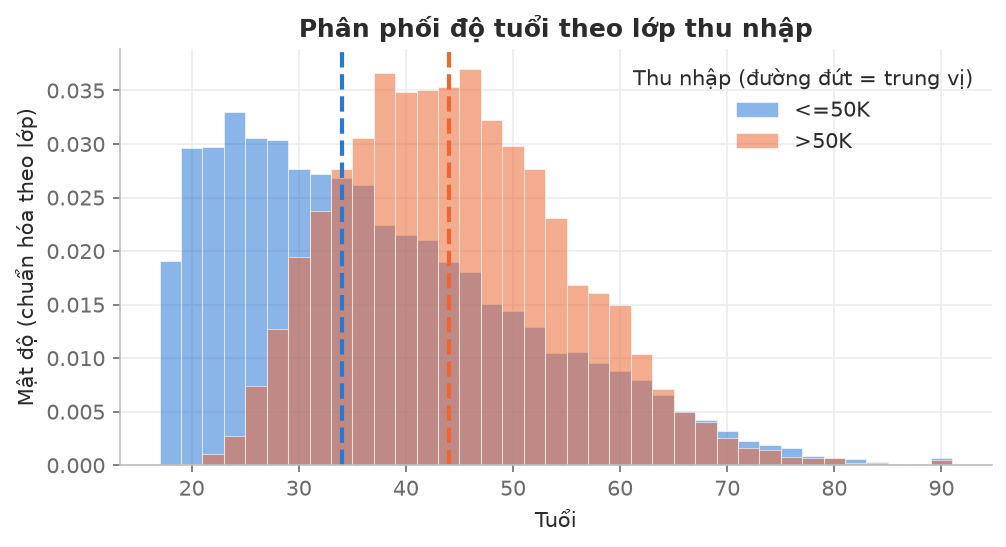 Phân phối độ tuổi theo lớp thu nhập
Mật độ (chuẩn hóa theo lớp)
0.035
0.030
0.025
0.020
0.015
0.010
0.005
0.000
Thu nhập (đường đứt = trung vị)
<=50K
>50K
20 30 40 50 60 70 80 90
Tuổi